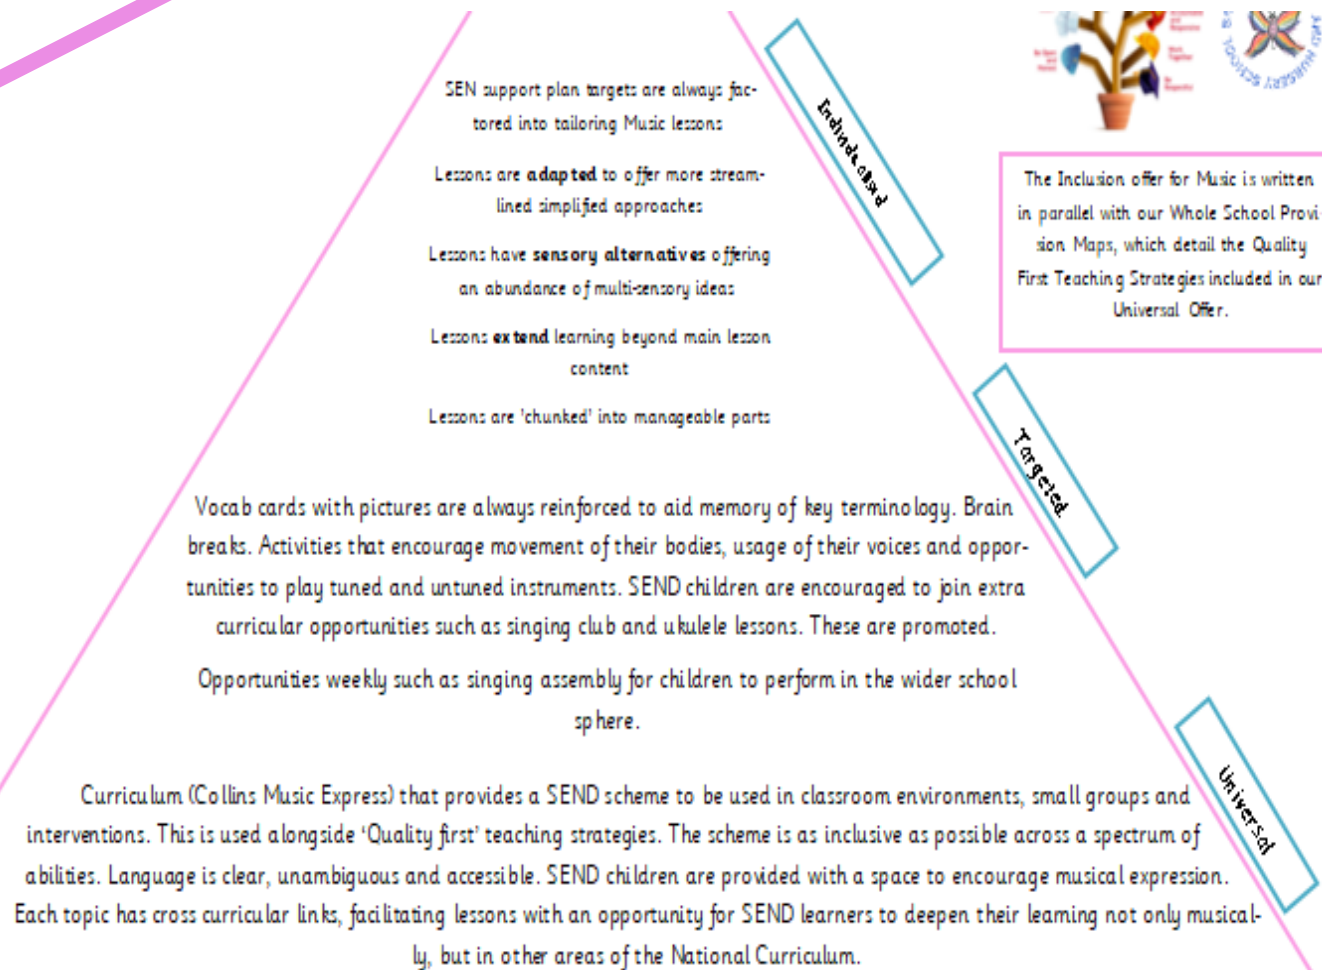 SEN support plan targets are always fac-
tored into tailoring Music lessons
Lessons are adapted to offer more stream-
lined simplified approaches
Lessons have sensory alternatives offering
an abundance of multi-sensory ideas
Lessons extend learning beyond main lesson
content
Lessons are 'chunked' into manageable parts
Vocab cards with pictures are always reinforced to aid memory of key terminology. Brain
breaks. Activities that encourage movement of their bodies, usage of their voices and oppor-
tunities to play tuned and untuned instruments. SEND children are encouraged to join extra
curricular opportunities such as singing club and ukulele lessons. These are promoted.
Opportunities weekly such as singing assembly for children to perform in the wider school
sphere.
Curriculum (Collins Music Express) that provides a SEND scheme to be used in classroom environments, small groups and
interventions. This is used alongside ‘Quality first’ teaching strategies. The scheme is as inclusive as possible across a spectrum of
abilities. Language is clear, unambiguous and accessible. SEND children are provided with a space to encourage musical expression.
Each topic has cross curricular links, facilitating lessons with an opportunity for SEND learners to deepen their learning not only musical-
ly, but in other areas of the National Curriculum.
Targeted
Universal
The Inclusion offer for Music is written
in parallel with our Whole School Provi-
sion Maps, which detail the Quality
First Teaching Strategies included in our
Universal Offer.
Work
Together
Be
Respectful
AND NURSERY SCHOOL